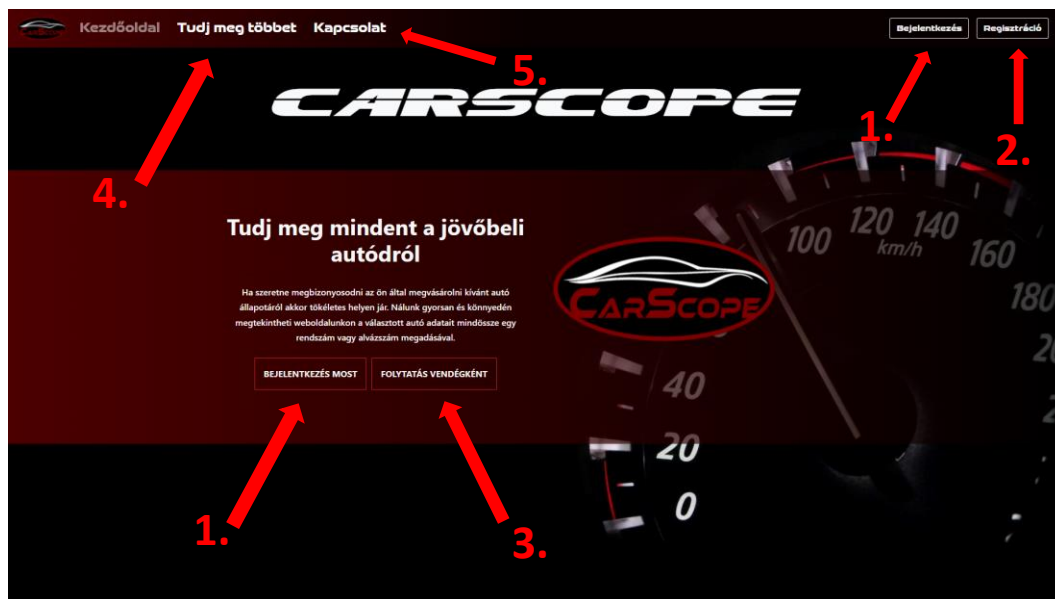 Kezdőoldal Tudj meg többet Kapcsolat Bejelentkezés Regisztráció
5.
CARSCOPE
1.
2.
4.
Tudj meg mindent a jövőbeli
autódról
Ha szeretne megbizonyosodni az ön által megvásárolni kívánt autó
állapotáról akkor tökéletes helyen jár. Nálunk gyorsan és könnyedén
megtekintheti weboldalunkon a választott autó adatait mindössze egy
rendszám vagy alvázszám megadásával.
BEJELENTKEZÉS MOST FOLYTATÁS VENDÉGKÉNT
CARSCOPE
0
20
40
100
120
140
160
180
km/h
1.
3.